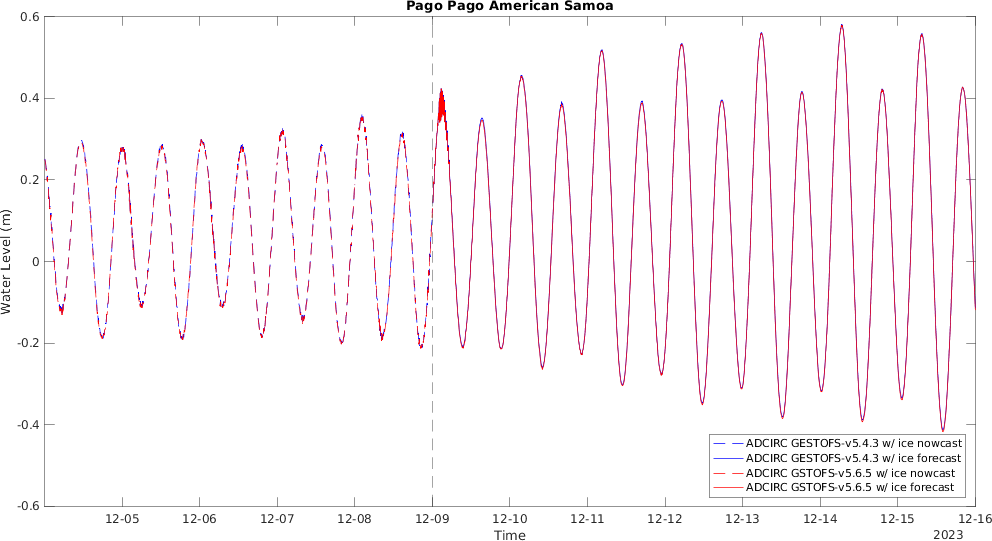 Pago Pago American Samoa
0.6
0.4
0.2
0
-0.2
-0.4
-0.6
Water Level (m)
ADCIRC GESTOFS-v5.4.3 w/ ice nowcast
ADCIRC GESTOFS-v5.4.3 w/ ice forecast
ADCIRC GSTOFS-v5.6.5 w/ ice nowcast
ADCIRC GSTOFS-v5.6.5 w/ ice forecast
12-05 12-06 12-07 12-08 12-09 12-10 12-11 12-12 12-13 12-14 12-15 12-16
Time
2023